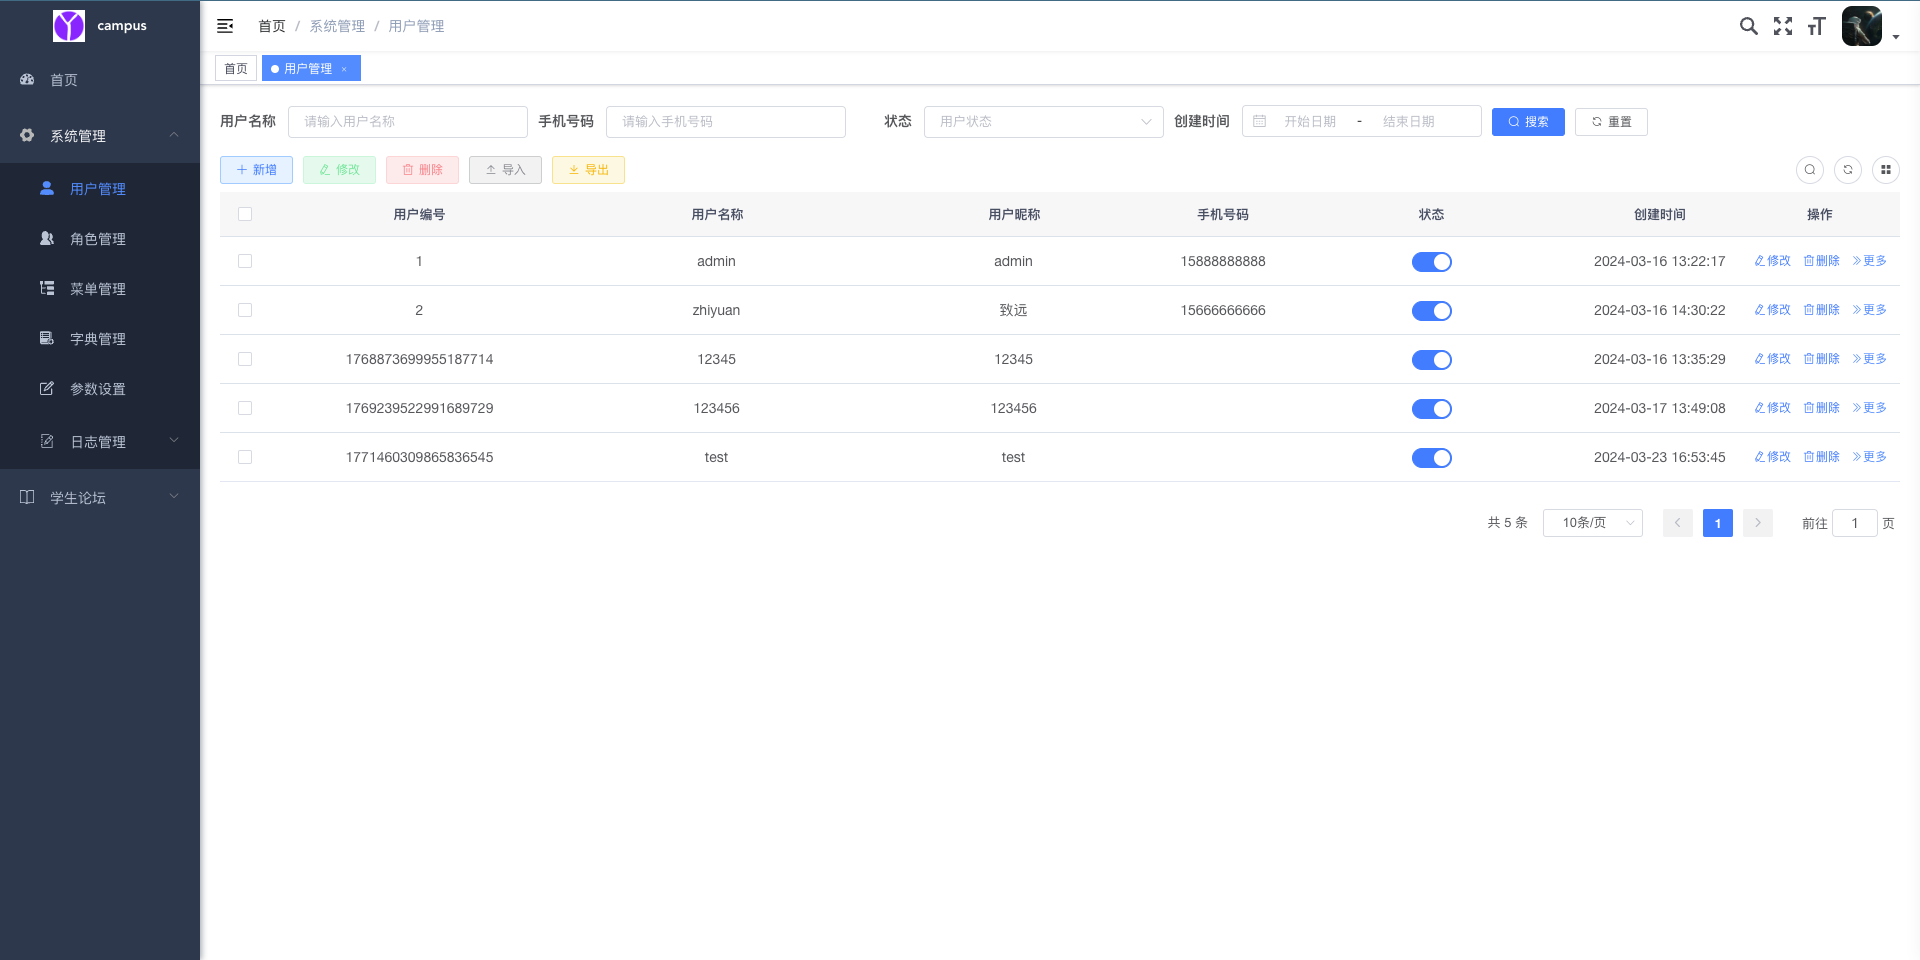 campus
首页
系统管理
用户管理
角色管理
菜单管理
字典管理
参数设置
日志管理
学生论坛
首页 / 系统管理 / 用户管理
首页 用户管理 ×
用户名称 请输入用户名称 手机号码 请输入手机号码 状态 用户状态 创建时间 开始日期 - 结束日期 搜索 重置
新增 修改 删除 导入 导出
用户编号 用户名称 用户昵称 手机号码 状态 创建时间 操作
1 admin admin 15888888888 2024-03-16 13:22:17 修改 删除 更多
2 zhiyuan 致远 15666666666 2024-03-16 14:30:22 修改 删除 更多
1768873699955187714 12345 12345 2024-03-16 13:35:29 修改 删除 更多
1769239522991689729 123456 123456 2024-03-17 13:49:08 修改 删除 更多
1771460309865836545 test test 2024-03-23 16:53:45 修改 删除 更多
共 5 条 10条/页 1 前往 1 页